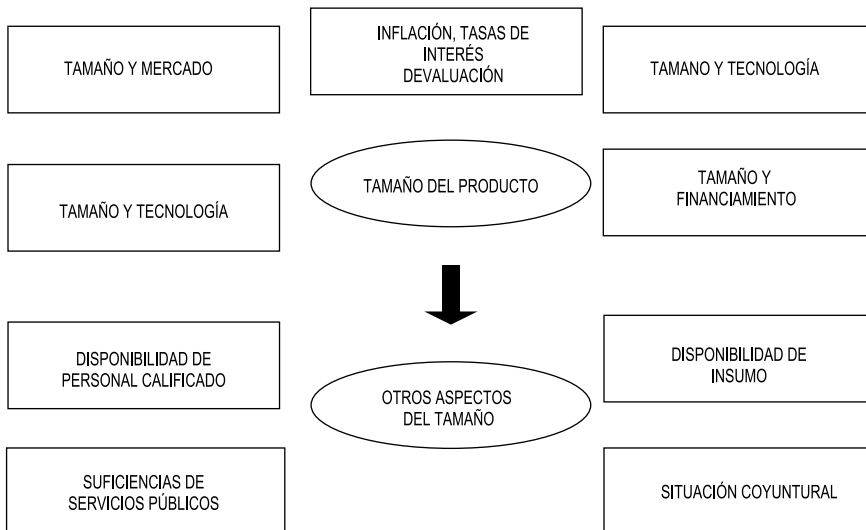 TAMAÑO Y MERCADO
INFLACIÓN, TASAS DE
INTERÉS
DEVALUACIÓN
TAMANO Y TECNOLOGÍA
TAMAÑO Y TECNOLOGÍA
TAMAÑO DEL PRODUCTO
TAMAÑO Y
FINANCIAMIENTO
DISPONIBILIDAD DE
PERSONAL CALIFICADO
OTROS ASPECTOS
DEL TAMAÑO
DISPONIBILIDAD DE
INSUMO
SUFICIENCIAS DE
SERVICIOS PÚBLICOS
SITUACIÓN COYUNTURAL